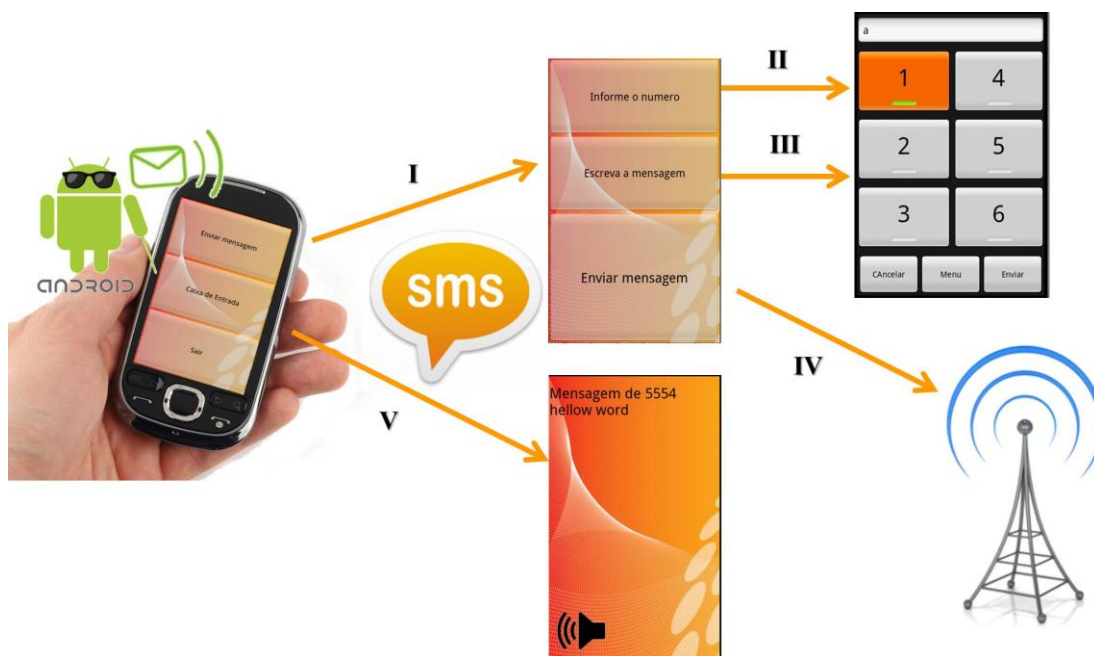 ANDROID
Enviar mensagem
Caixa de Entrada
Sair
I
sms
V
Informe o numero
Escreva a mensagem
Enviar mensagem
II
III
IV
a
1
4
2
5
3
6
CAncelar
Menu
Enviar
Mensagem de 5554
hellow word